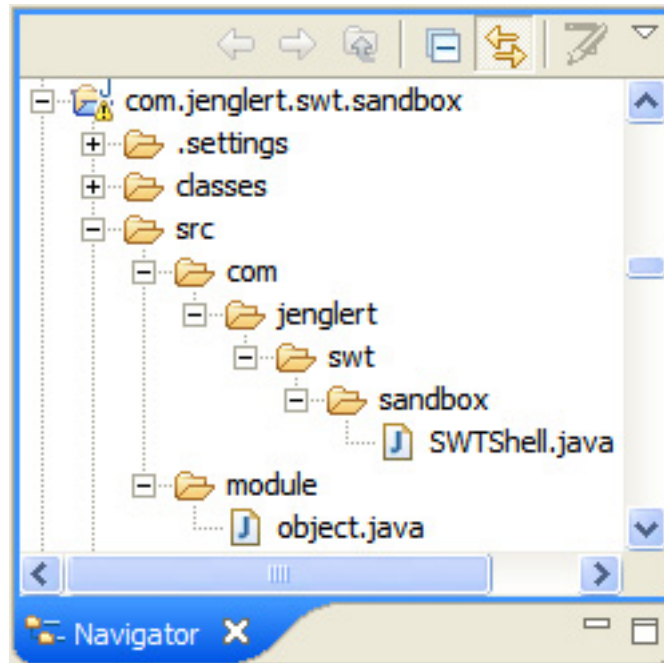 com.jenglert.swt.sandbox
.settings
classes
src
com
jenglert
swt
sandbox
SWTShell.java
module
object.java
Navigator